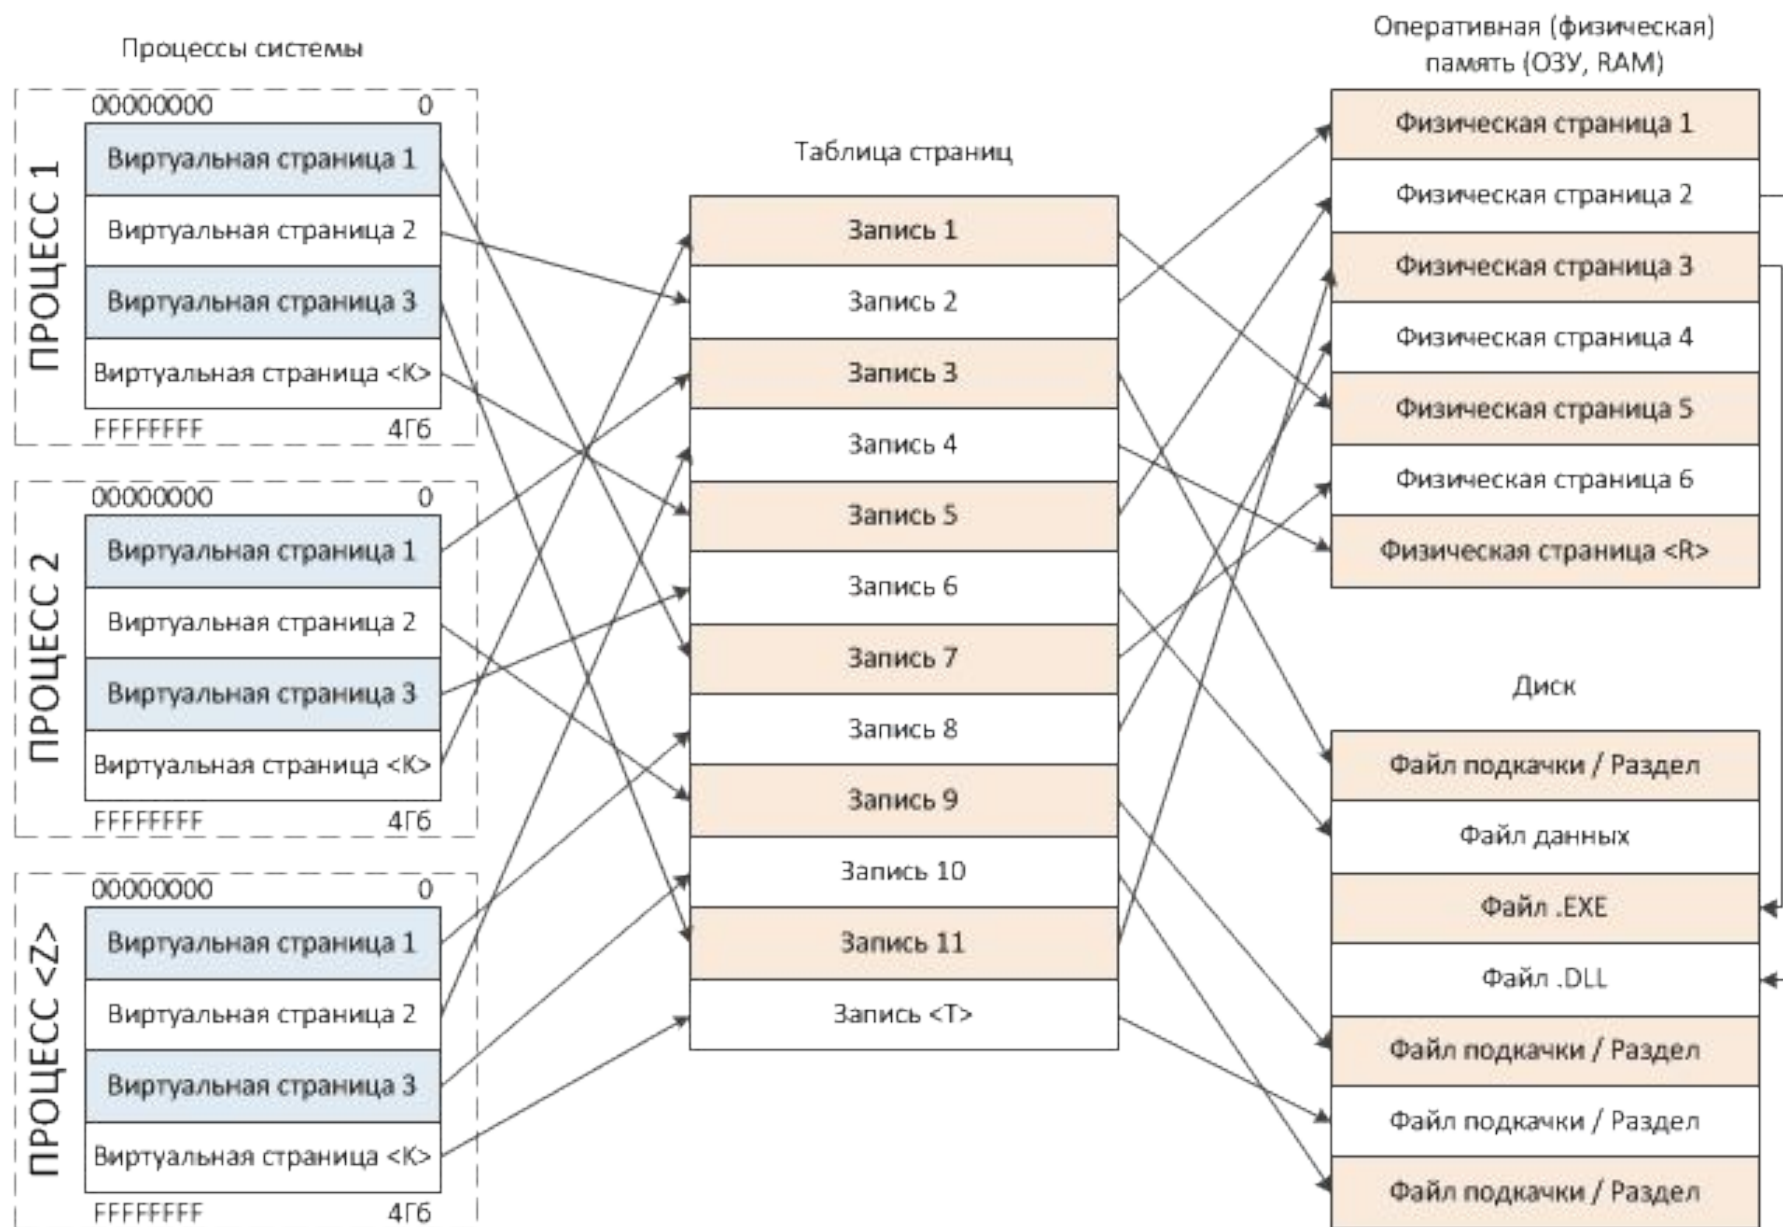 Процессы системы
ПРОЦЕСС 1
00000000 0
Виртуальная страница 1
Виртуальная страница 2
Виртуальная страница 3
Виртуальная страница <K>
FFFFFFFF 4Гб
ПРОЦЕСС 2
00000000 0
Виртуальная страница 1
Виртуальная страница 2
Виртуальная страница 3
Виртуальная страница <K>
FFFFFFFF 4Гб
ПРОЦЕСС <Z>
00000000 0
Виртуальная страница 1
Виртуальная страница 2
Виртуальная страница 3
Виртуальная страница <K>
FFFFFFFF 4Гб
Таблица страниц
Запись 1
Запись 2
Запись 3
Запись 4
Запись 5
Запись 6
Запись 7
Запись 8
Запись 9
Запись 10
Запись 11
Запись <T>
Оперативная (физическая)
память (ОЗУ, RAM)
Физическая страница 1
Физическая страница 2
Физическая страница 3
Физическая страница 4
Физическая страница 5
Физическая страница 6
Физическая страница <R>
Диск
Файл подкачки / Раздел
Файл данных
Файл .EXE
Файл .DLL
Файл подкачки / Раздел
Файл подкачки / Раздел
Файл подкачки / Раздел